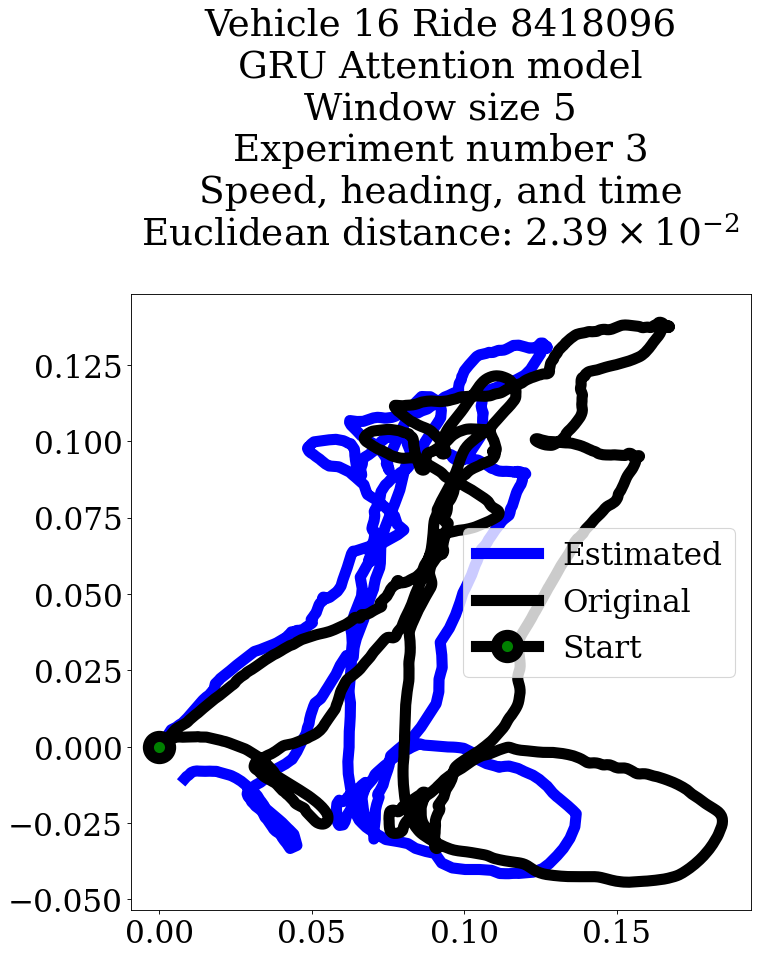 Vehicle 16 Ride 8418096
GRU Attention model
Window size 5
Experiment number 3
Speed, heading, and time
Euclidean distance: 2.39 × 10⁻²
0.125
0.100
0.075
0.050
0.025
0.000
−0.025
−0.050
Estimated
Original
Start
0.00 0.05 0.10 0.15